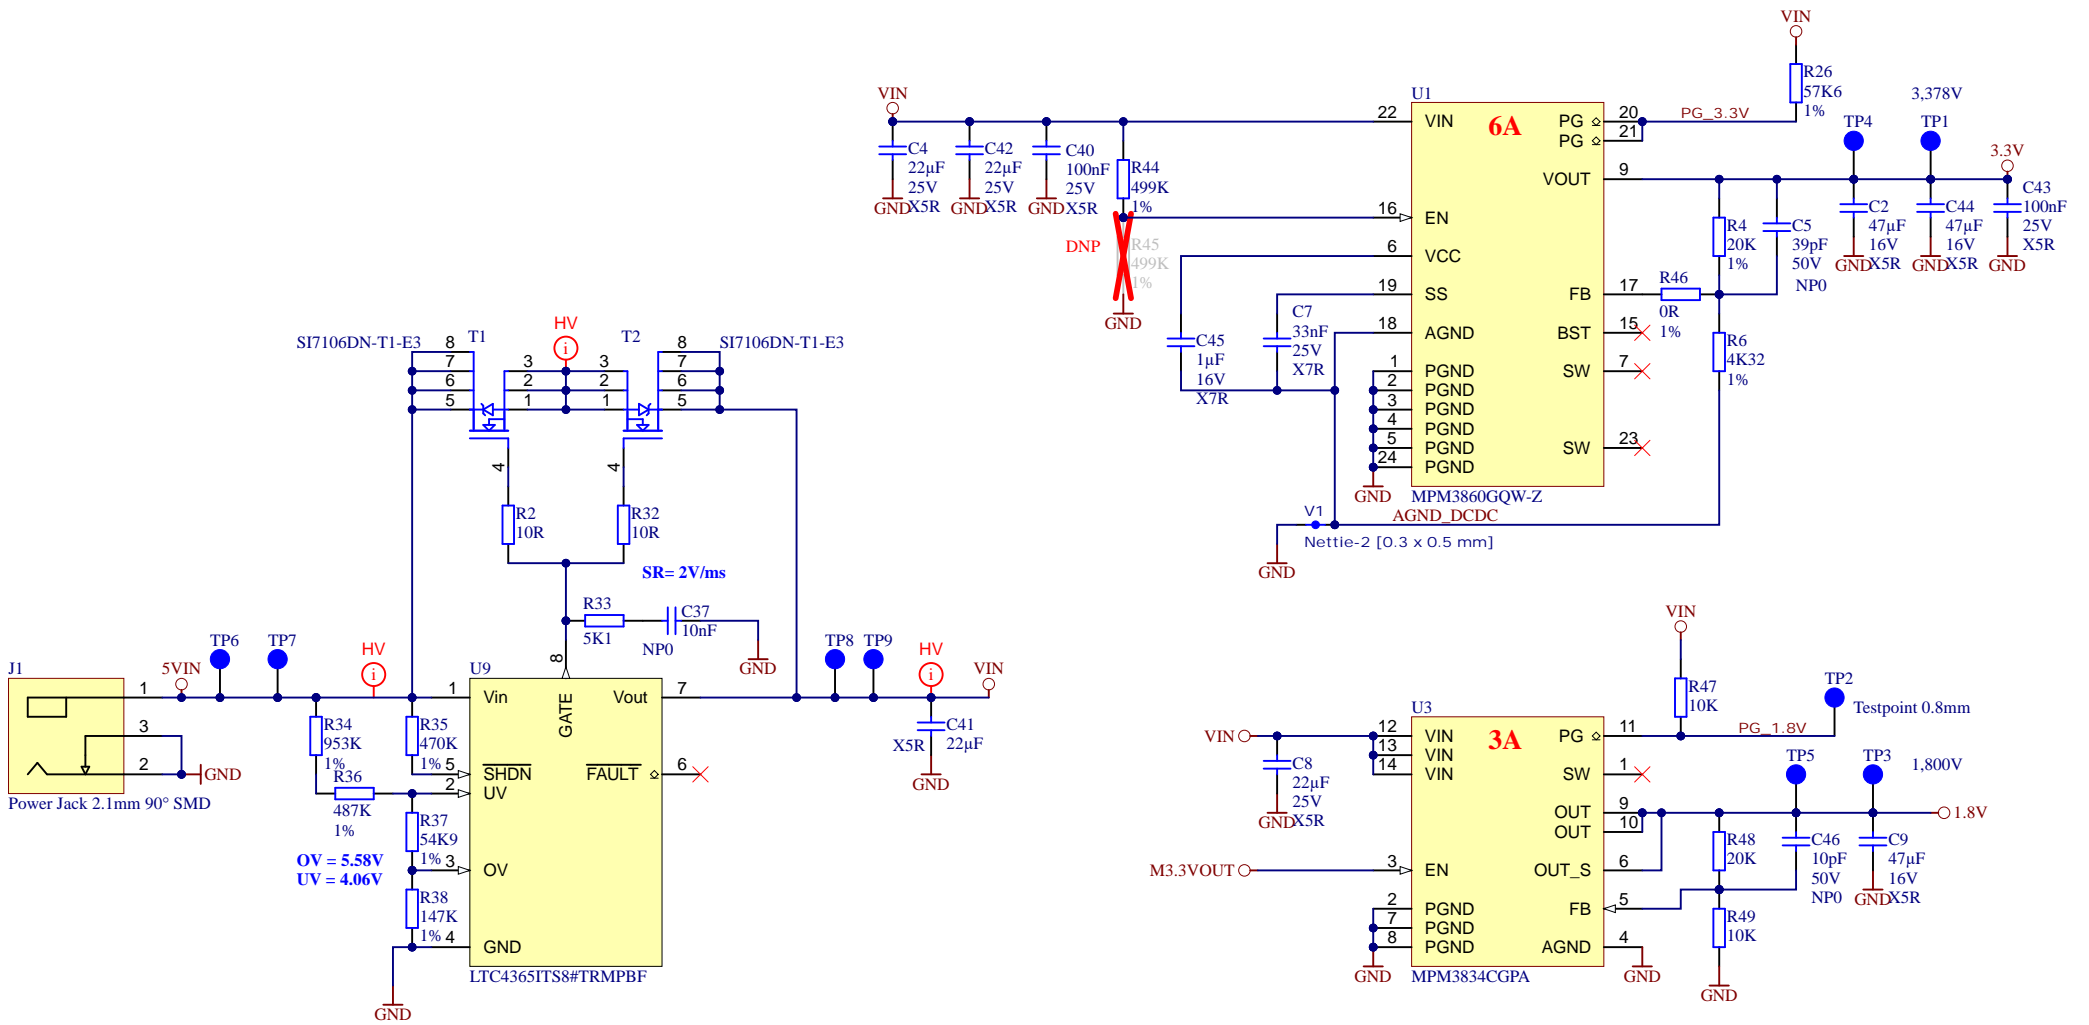 J1
1
3
2
Power Jack 2.1mm 90° SMD
5VIN
GND
TP6
TP7
HV
i
R34
953K
1%
R36
487K
1%
R35
470K
1%
R37
54K9
1%
R38
147K
1%
OV = 5.58V
UV = 4.06V
GND
U9
1
Vin
5
SHDN
2
UV
3
OV
4
GND
8
GATE
Vout
7
FAULT
6
LTC4365ITS8#TRMPBF
SI7106DN-T1-E3
T1
8
7
6
5
3
2
1
4
HV
i
T2
SI7106DN-T1-E3
3
2
1
8
7
6
5
4
R2
10R
R32
10R
SR= 2V/ms
R33
5K1
C37
10nF
NP0
GND
TP8
TP9
HV
i
VIN
C41
22µF
X5R
GND
VIN
C4
22µF
25V
X5R
GND
C42
22µF
25V
X5R
GND
C40
100nF
25V
X5R
GND
R44
499K
1%
DNP
R45
499K
1%
GND
C45
1µF
16V
X7R
C7
33nF
25V
X7R
U1
6A
22
VIN
16
EN
6
VCC
19
SS
18
AGND
1
PGND
2
PGND
3
PGND
4
PGND
5
PGND
24
PGND
GND
PG
20
PG
21
VOUT
9
FB
17
BST
15
SW
7
SW
23
MPM3860GQW-Z
AGND_DCDC
V1
Nettie-2 [0.3 x 0.5 mm]
GND
PG_3.3V
VIN
R26
57K6
1%
3,378V
TP4
TP1
3.3V
R4
20K
1%
C5
39pF
50V
NP0
C2
47µF
16V
X5R
GND
C44
47µF
16V
X5R
GND
C43
100nF
25V
X5R
GND
R46
0R
1%
R6
4K32
1%
VIN
C8
22µF
25V
X5R
GND
M3.3VOUT
U3
3A
12
VIN
13
VIN
14
VIN
3
EN
2
PGND
7
PGND
8
PGND
GND
PG
11
SW
1
OUT
9
OUT
10
OUT_S
6
FB
5
AGND
4
GND
MPM3834CGPA
VIN
R47
10K
PG_1.8V
TP2
Testpoint 0.8mm
TP5
TP3
1,800V
1.8V
R48
20K
R49
10K
GND
C46
10pF
50V
NP0
C9
47µF
16V
X5R
GND